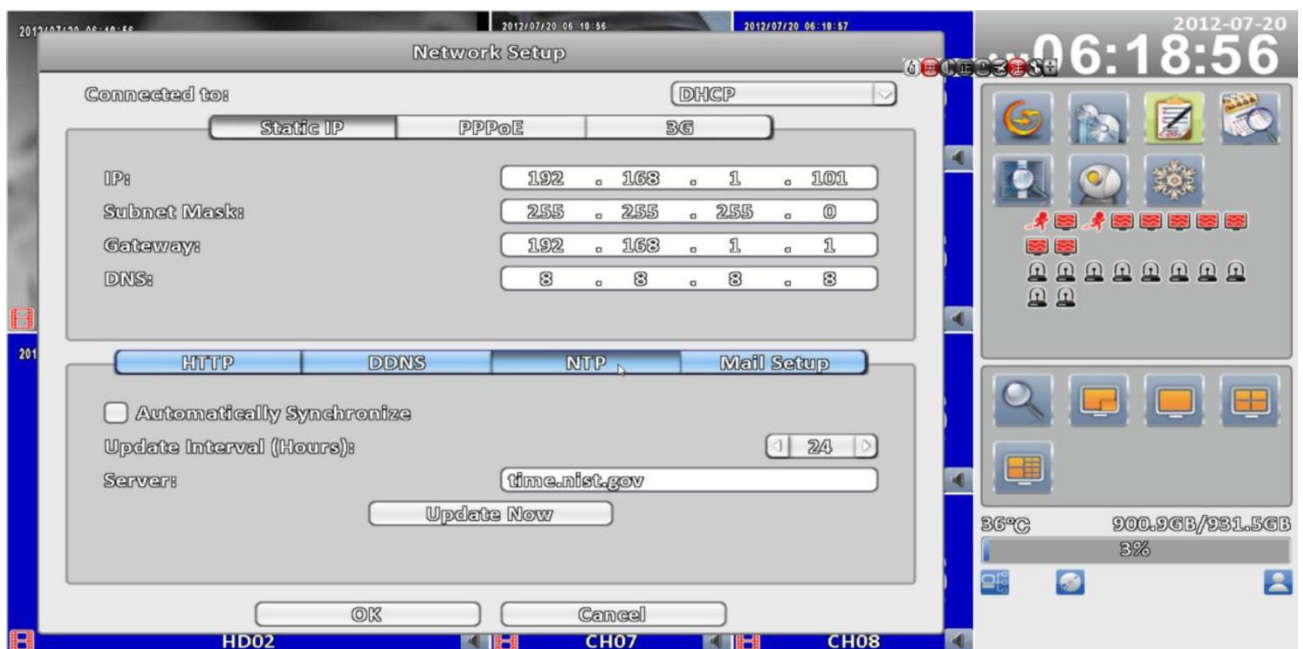 2012/07/20 06:18:56
2012/07/20 06:18:57
2012-07-20
06:18:56
Network Setup
Connected to:
DHCP
Static IP
PPPoE
3G
IP:
192 . 168 . 1 . 101
Subnet Mask:
255 . 255 . 255 . 0
Gateway:
192 . 168 . 1 . 1
DNS:
8 . 8 . 8 . 8
201
HTTP
DDNS
NTP
Mail Setup
Automatically Synchronize
Update Interval (Hours):
24
Server:
time.nist.gov
Update Now
36°C
900.9GB/931.5GB
3%
OK
Cancel
HD02
CH07
CH08